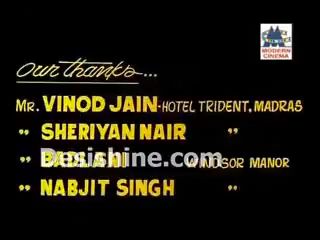 MODERN
CINEMA
our thanks...
MR. VINOD JAIN-HOTEL TRIDENT, MADRAS
" SHERIYAN NAIR "
Desishine.com
" WINDSOR MANOR
" NABJIT SINGH "